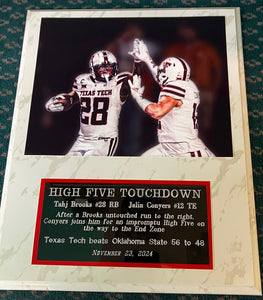 TEXAS TECH
28
HIGH FIVE TOUCHDOWN
Tahj Brooks #28 RB Jalin Conyers #12 TE
After a Brooks untouched run to the right,
Conyers joins him for an impromptu High Five on
the way to the End Zone
Texas Tech beats Oklahoma State 56 to 48
November 23, 2024